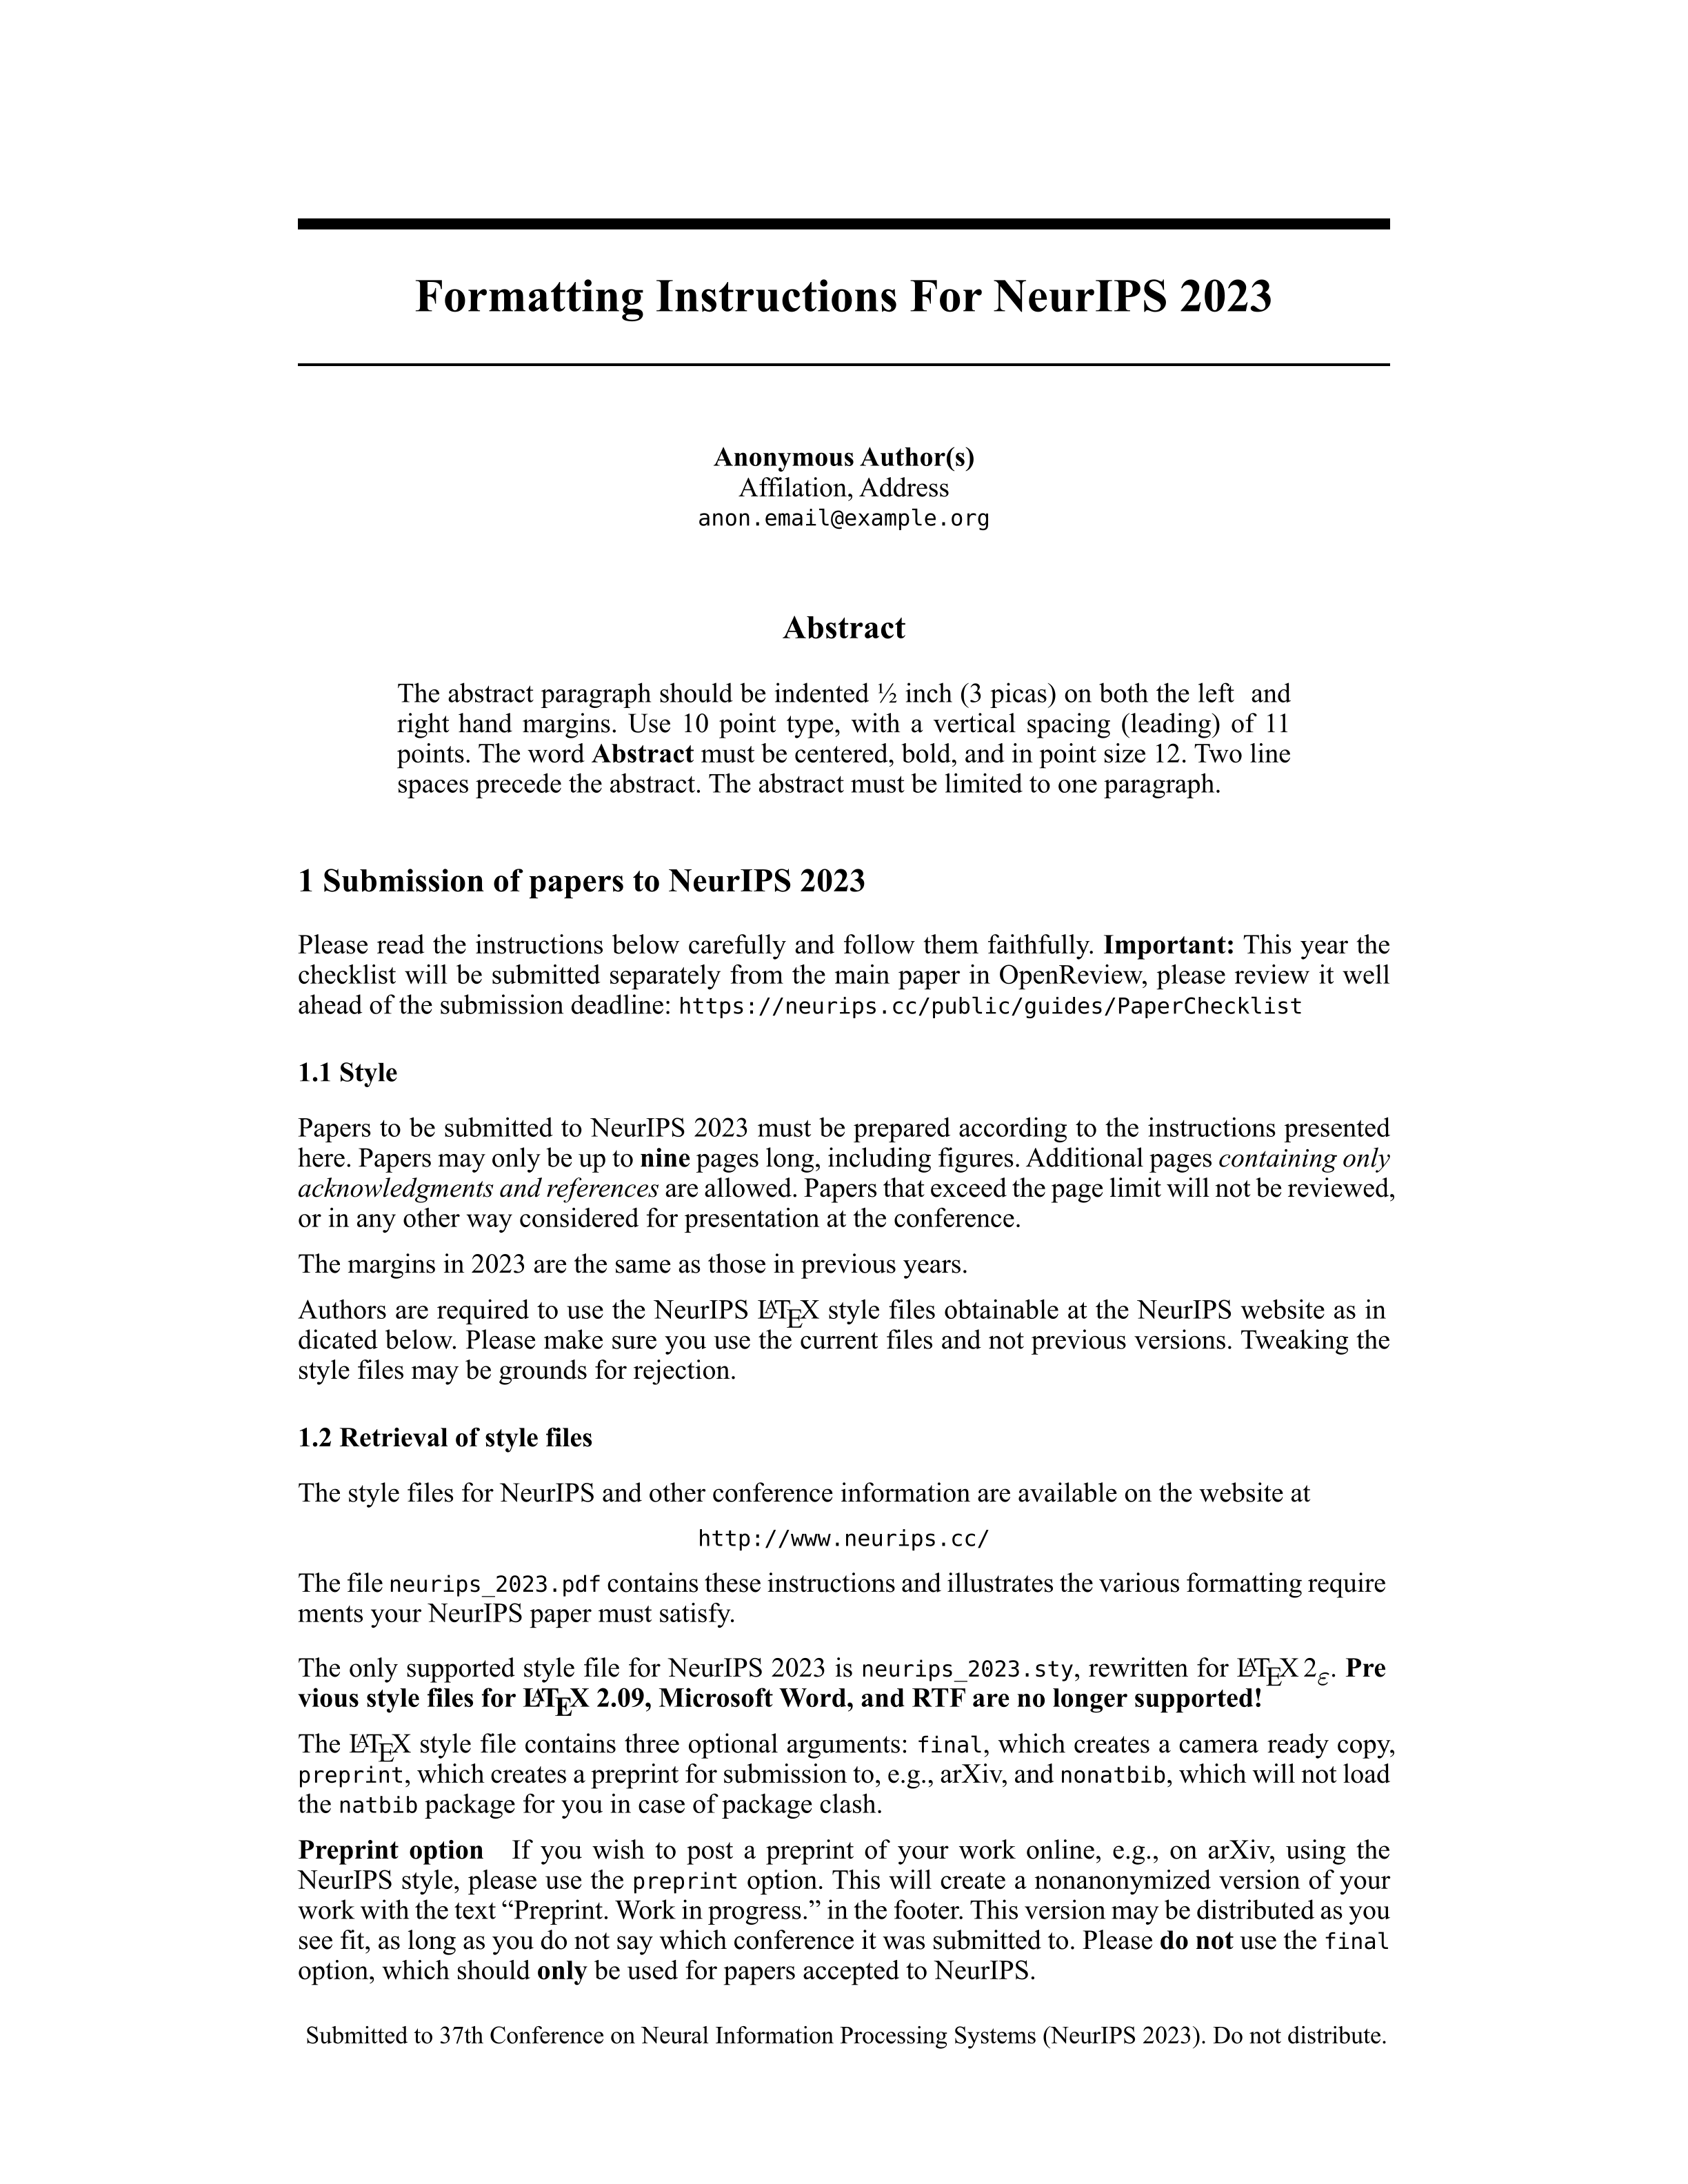 Formatting Instructions For NeurIPS 2023
Anonymous Author(s)
Affilation, Address
anon.email@example.org
Abstract
The abstract paragraph should be indented ½ inch (3 picas) on both the left and
right hand margins. Use 10 point type, with a vertical spacing (leading) of 11
points. The word Abstract must be centered, bold, and in point size 12. Two line
spaces precede the abstract. The abstract must be limited to one paragraph.
1 Submission of papers to NeurIPS 2023
Please read the instructions below carefully and follow them faithfully. Important: This year the
checklist will be submitted separately from the main paper in OpenReview, please review it well
ahead of the submission deadline: https://neurips.cc/public/guides/PaperChecklist
1.1 Style
Papers to be submitted to NeurIPS 2023 must be prepared according to the instructions presented
here. Papers may only be up to nine pages long, including figures. Additional pages containing only
acknowledgments and references are allowed. Papers that exceed the page limit will not be reviewed,
or in any other way considered for presentation at the conference.
The margins in 2023 are the same as those in previous years.
Authors are required to use the NeurIPS LATEX style files obtainable at the NeurIPS website as in
dicated below. Please make sure you use the current files and not previous versions. Tweaking the
style files may be grounds for rejection.
1.2 Retrieval of style files
The style files for NeurIPS and other conference information are available on the website at
http://www.neurips.cc/
The file neurips_2023.pdf contains these instructions and illustrates the various formatting require
ments your NeurIPS paper must satisfy.
The only supported style file for NeurIPS 2023 is neurips_2023.sty, rewritten for LATEX 2ε. Pre
vious style files for LATEX 2.09, Microsoft Word, and RTF are no longer supported!
The LATEX style file contains three optional arguments: final, which creates a camera ready copy,
preprint, which creates a preprint for submission to, e.g., arXiv, and nonatbib, which will not load
the natbib package for you in case of package clash.
Preprint option If you wish to post a preprint of your work online, e.g., on arXiv, using the
NeurIPS style, please use the preprint option. This will create a nonanonymized version of your
work with the text “Preprint. Work in progress.” in the footer. This version may be distributed as you
see fit, as long as you do not say which conference it was submitted to. Please do not use the final
option, which should only be used for papers accepted to NeurIPS.
Submitted to 37th Conference on Neural Information Processing Systems (NeurIPS 2023). Do not distribute.